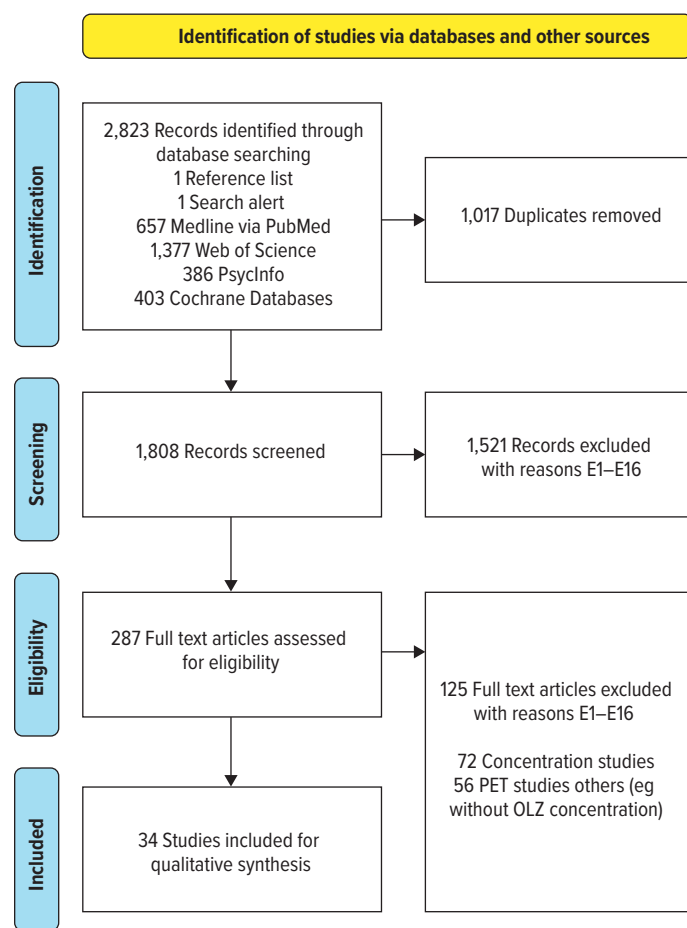 Identification of studies via databases and other sources
Identification
2,823 Records identified through
database searching
1 Reference list
1 Search alert
657 Medline via PubMed
1,377 Web of Science
386 PsycInfo
403 Cochrane Databases
1,017 Duplicates removed
Screening
1,808 Records screened
1,521 Records excluded
with reasons E1–E16
Eligibility
287 Full text articles assessed
for eligibility
125 Full text articles excluded
with reasons E1–E16
72 Concentration studies
56 PET studies others (eg
without OLZ concentration)
Included
34 Studies included for
qualitative synthesis